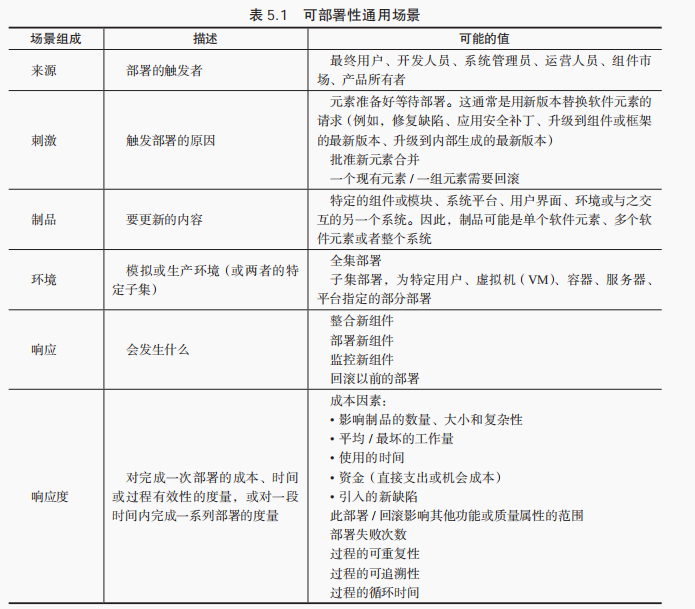 表 5.1 可部署性通用场景
场景组成 描述 可能的值
来源 部署的触发者 最终用户、开发人员、系统管理员、运营人员、组件市
场、产品所有者
刺激 触发部署的原因 元素准备好等待部署。这通常是用新版本替换软件元素的
请求（例如，修复缺陷、应用安全补丁、升级到组件或框架
的最新版本、升级到内部生成的最新版本）
批准新元素合并
一个现有元素 / 一组元素需要回滚
制品 要更新的内容 特定的组件或模块、系统平台、用户界面、环境或与之交
互的另一个系统。因此，制品可能是单个软件元素、多个软
件元素或者整个系统
环境 模拟或生产环境（或两者的特
定子集） 全集部署
子集部署，为特定用户、虚拟机（VM）、容器、服务器、
平台指定的部分部署
响应 会发生什么 整合新组件
部署新组件
监控新组件
回滚以前的部署
响应度 对完成一次部署的成本、时间
或过程有效性的度量，或对一段
时间内完成一系列部署的度量 成本因素：
• 影响制品的数量、大小和复杂性
• 平均 / 最坏的工作量
• 使用的时间
• 资金（直接支出或机会成本）
• 引入的新缺陷
此部署 / 回滚影响其他功能或质量属性的范围
部署失败次数
过程的可重复性
过程的可追溯性
过程的循环时间